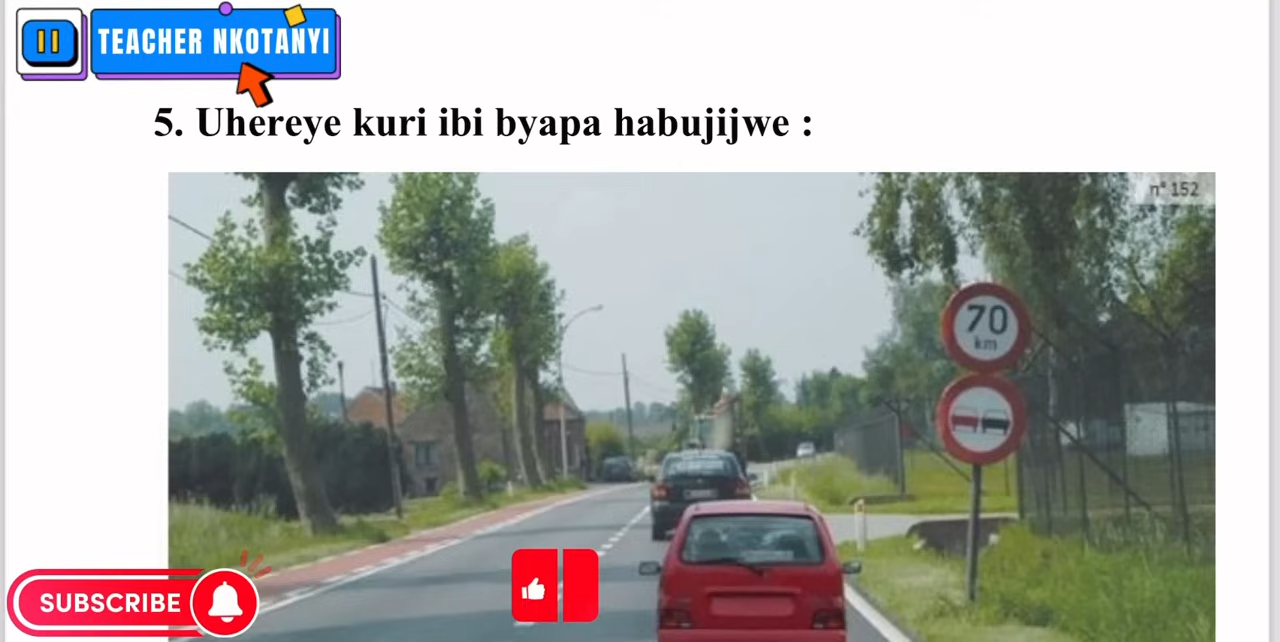 TEACHER NKOTANYI
5. Uhereye kuri ibi byapa habujijwe :
n° 152
70
km
SUBSCRIBE